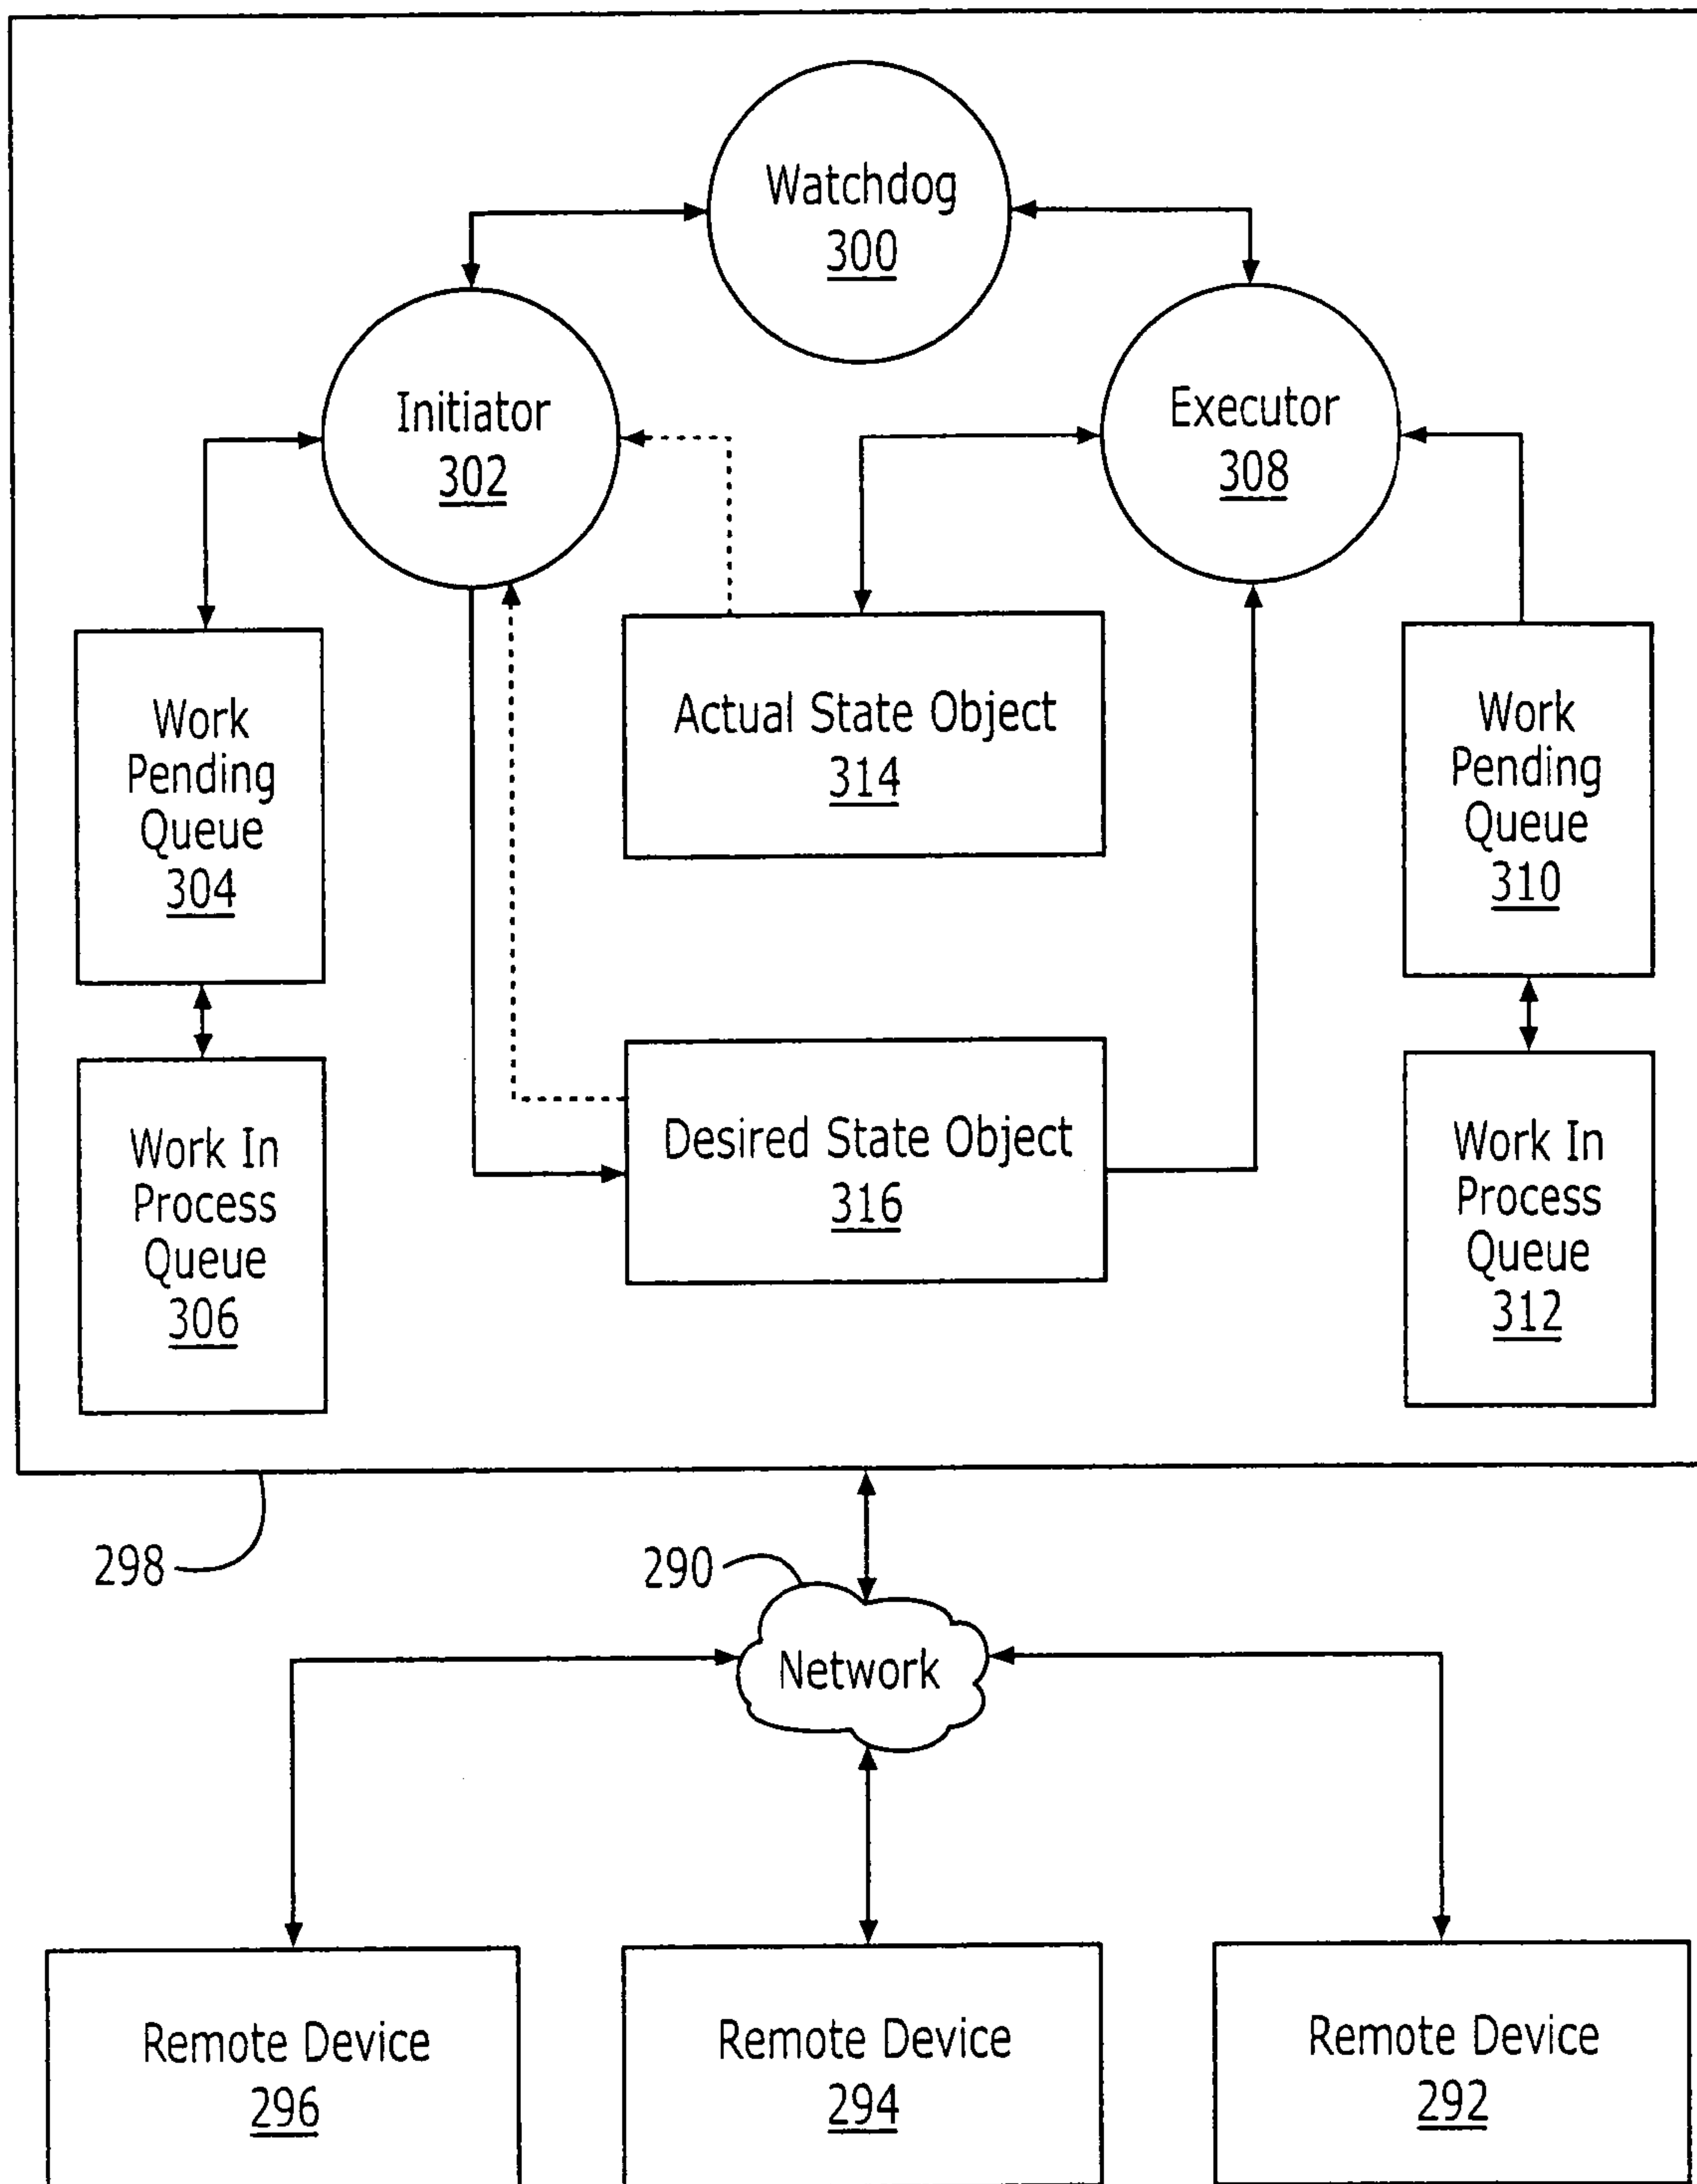 Watchdog
300
Initiator
302
Executor
308
Work
Pending
Queue
304
Actual State Object
314
Work
Pending
Queue
310
Work In
Process
Queue
306
Desired State Object
316
Work In
Process
Queue
312
298
290
Network
Remote Device
296
Remote Device
294
Remote Device
292